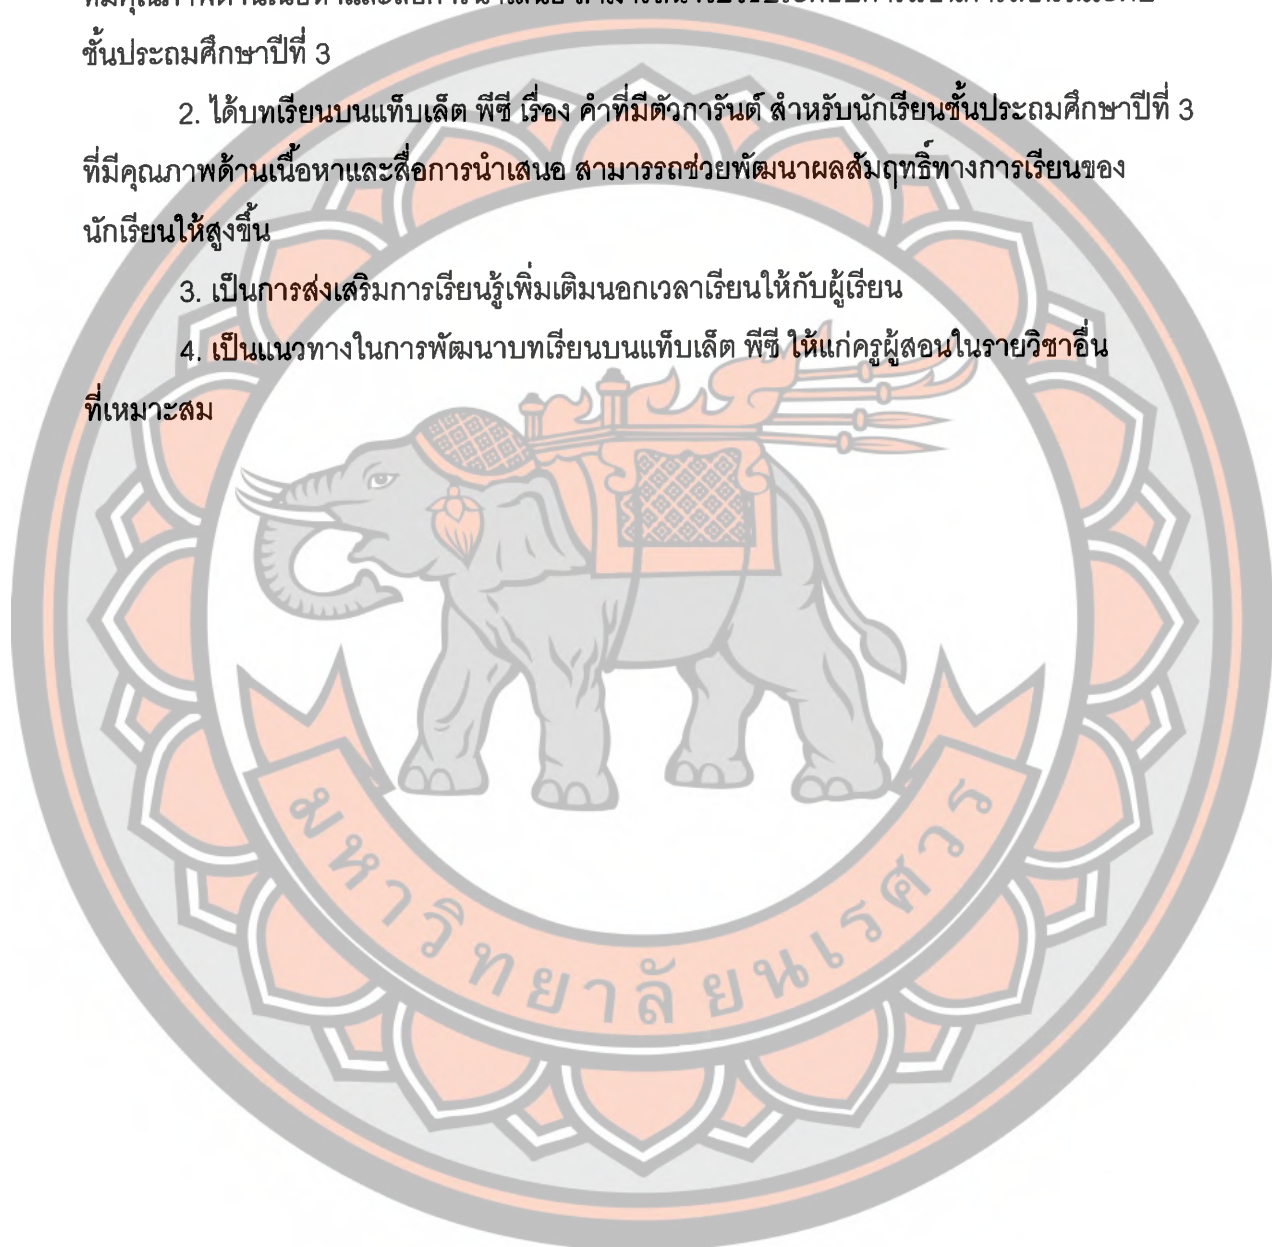 ชั้นประถมศึกษาปีที่ 3
2. ได้บทเรียนบนแท็บเล็ต พีซี เรื่อง คำที่มีตัวการันต์ สำหรับนักเรียนชั้นประถมศึกษาปีที่ 3
ที่มีคุณภาพด้านเนื้อหาและสื่อการนำเสนอ สามารรถช่วยพัฒนาผลสัมฤทธิ์ทางการเรียนของ
นักเรียนให้สูงขึ้น
3. เป็นการส่งเสริมการเรียนรู้เพิ่มเติมนอกเวลาเรียนให้กับผู้เรียน
4. เป็นแนวทางในการพัฒนาบทเรียนบนแท็บเล็ต พีซี ให้แก่ครูผู้สอนในรายวิชาอื่น
ที่เหมาะสม
มหาวิทยาลัยนเรศวร